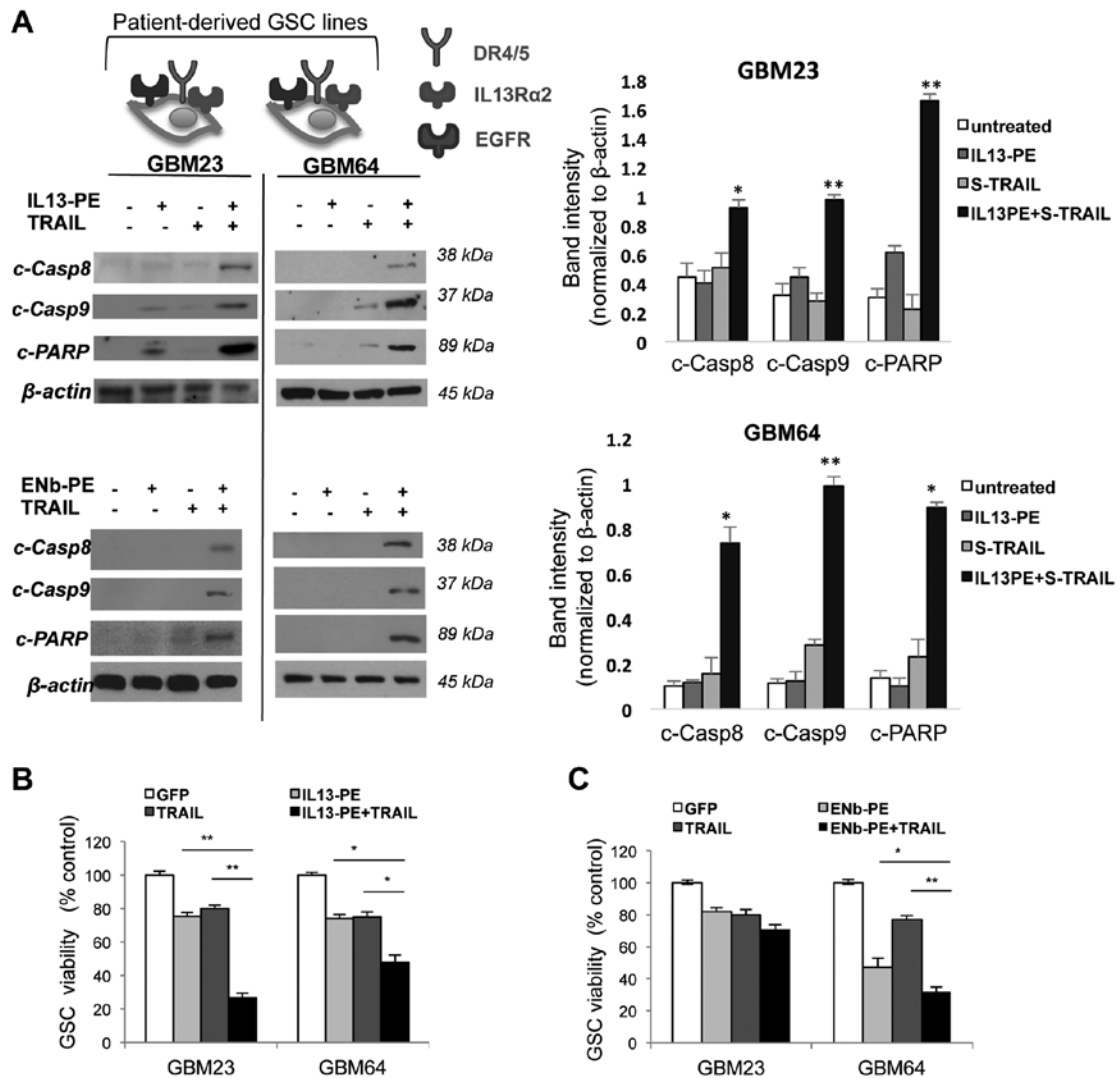 A
Patient-derived GSC lines
DR4/5
IL13Rα2
EGFR
GBM23
GBM64
IL13-PE - + - + - + - +
TRAIL - - + + - - + +
c-Casp8
38 kDa
c-Casp9
37 kDa
c-PARP
89 kDa
β-actin
45 kDa
ENb-PE - + - + - + - +
TRAIL - - + + - - + +
c-Casp8
38 kDa
c-Casp9
37 kDa
c-PARP
89 kDa
β-actin
45 kDa
GBM23
Band intensity
(normalized to β-actin)
1.8
1.6
1.4
1.2
1
0.8
0.6
0.4
0.2
0
*
**
**
c-Casp8 c-Casp9 c-PARP
untreated
IL13-PE
S-TRAIL
IL13PE+S-TRAIL
GBM64
Band intensity
(normalized to β-actin)
1.2
1
0.8
0.6
0.4
0.2
0
*
**
*
c-Casp8 c-Casp9 c-PARP
untreated
IL13-PE
S-TRAIL
IL13PE+S-TRAIL
B
GFP IL13-PE
TRAIL IL13-PE+TRAIL
GSC viability (% control)
120
100
80
60
40
20
0
**
**
*
*
GBM23 GBM64
C
GFP ENb-PE
TRAIL ENb-PE+TRAIL
GSC viability (% control)
120
100
80
60
40
20
0
*
**
GBM23 GBM64